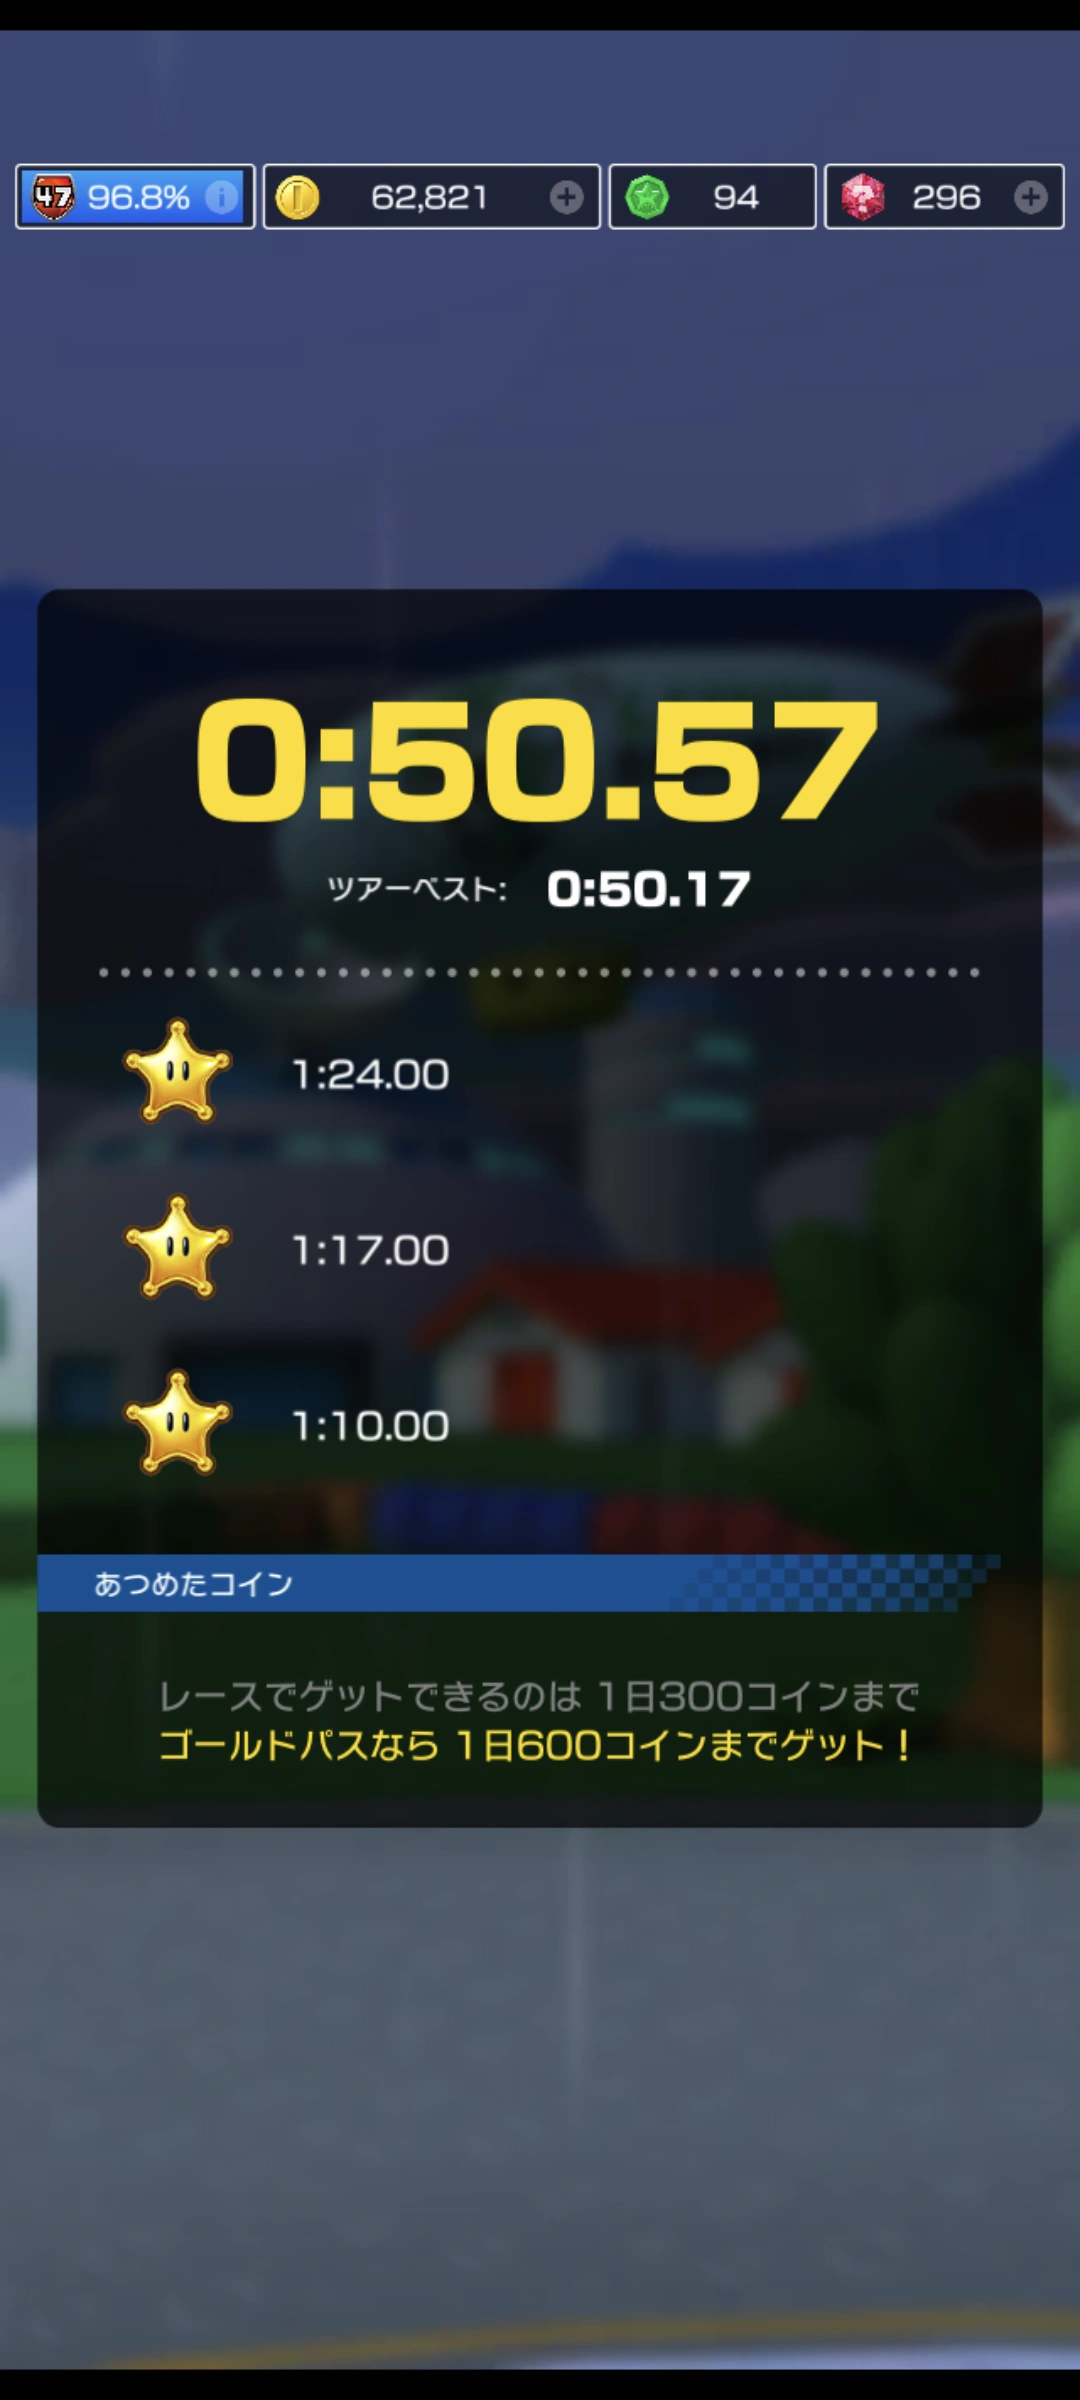 47 96.8% i 62,821 + 94 296 +
0:50.57
ツアーベスト: 0:50.17
1:24.00
1:17.00
1:10.00
あつめたコイン
レースでゲットできるのは 1日300コインまで
ゴールドパスなら 1日600コインまでゲット！